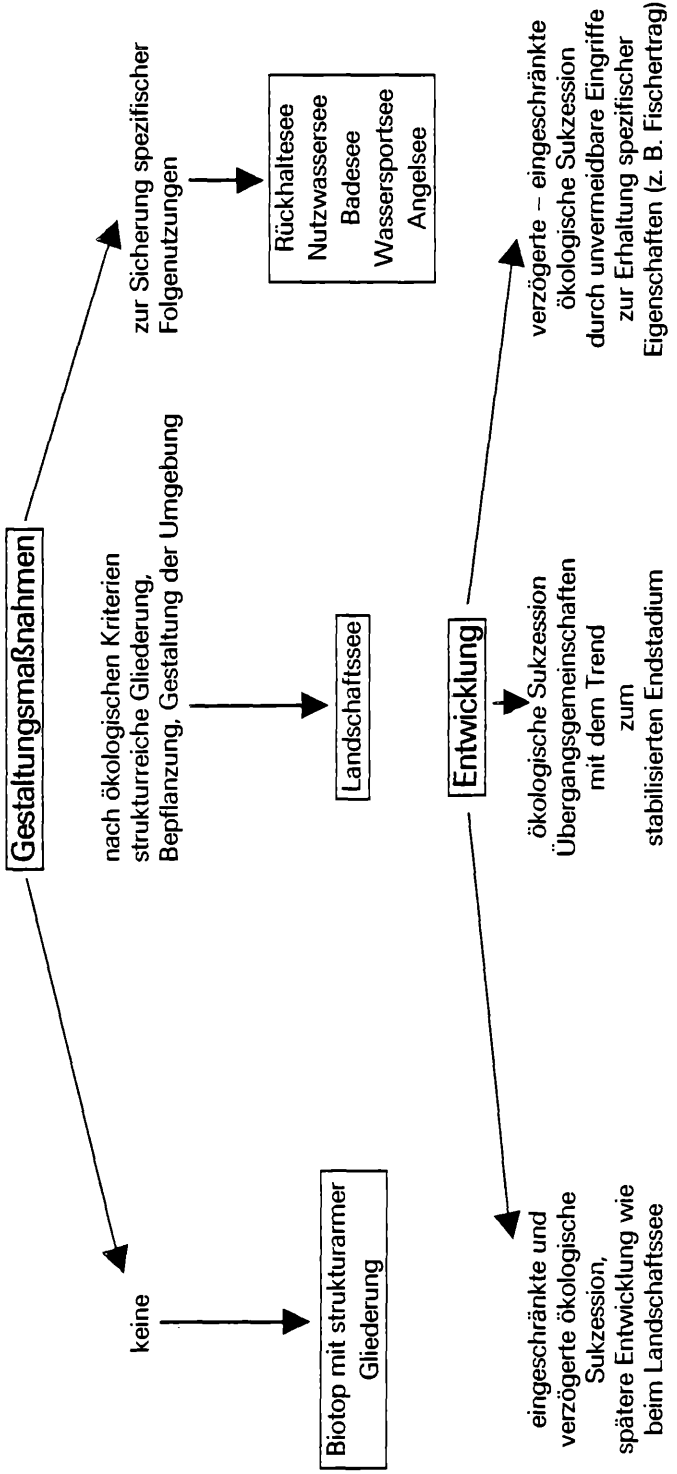 Gestaltungsmaßnahmen
keine
nach ökologischen Kriterien
strukturreiche Gliederung,
Bepflanzung, Gestaltung der Umgebung
zur Sicherung spezifischer
Folgenutzungen
Biotop mit strukturarmer
Gliederung
Landschaftssee
Rückhaltesee
Nutzwassersee
Badesee
Wassersportsee
Angelsee
Entwicklung
eingeschränkte und
verzögerte ökologische
Sukzession,
spätere Entwicklung wie
beim Landschaftssee
ökologische Sukzession
Übergangsgemeinschaften
mit dem Trend
zum
stabilisierten Endstadium
verzögerte – eingeschränkte
ökologische Sukzession
durch unvermeidbare Eingriffe
zur Erhaltung spezifischer
Eigenschaften (z. B. Fischertrag)